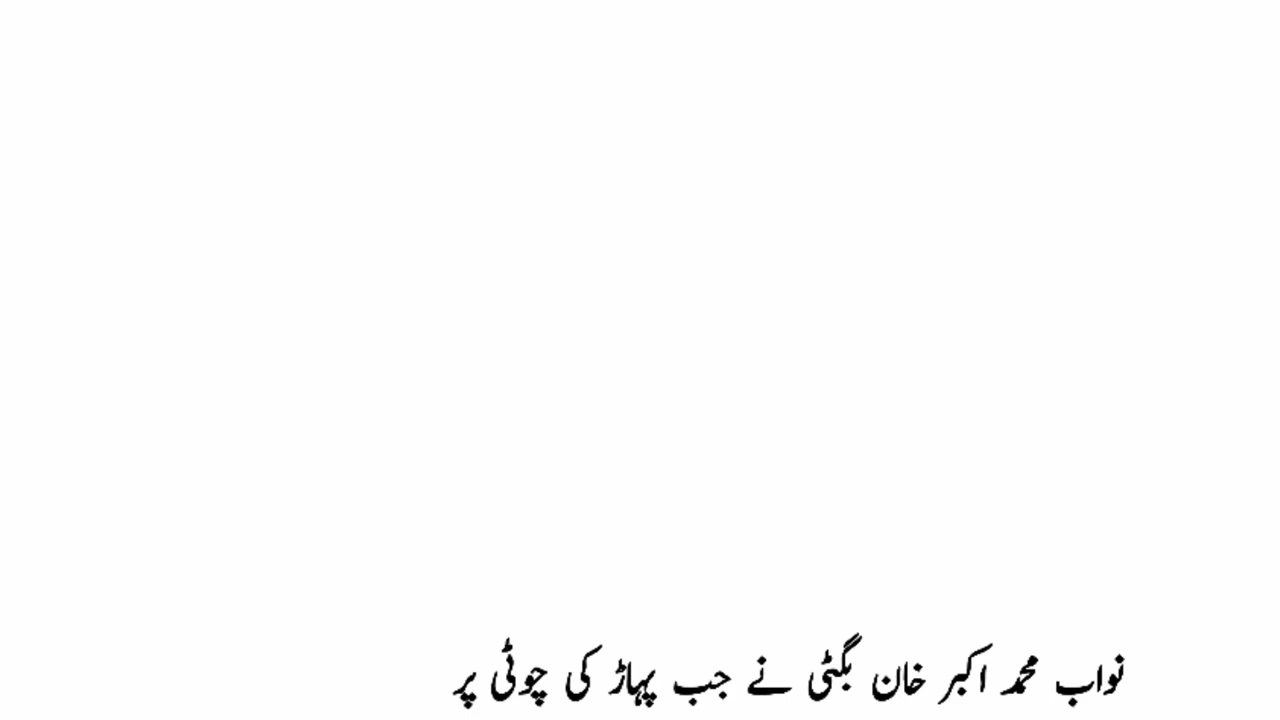 نواب محمد اکبر خان بگٹی نے جب پہاڑ کی چوٹی پر